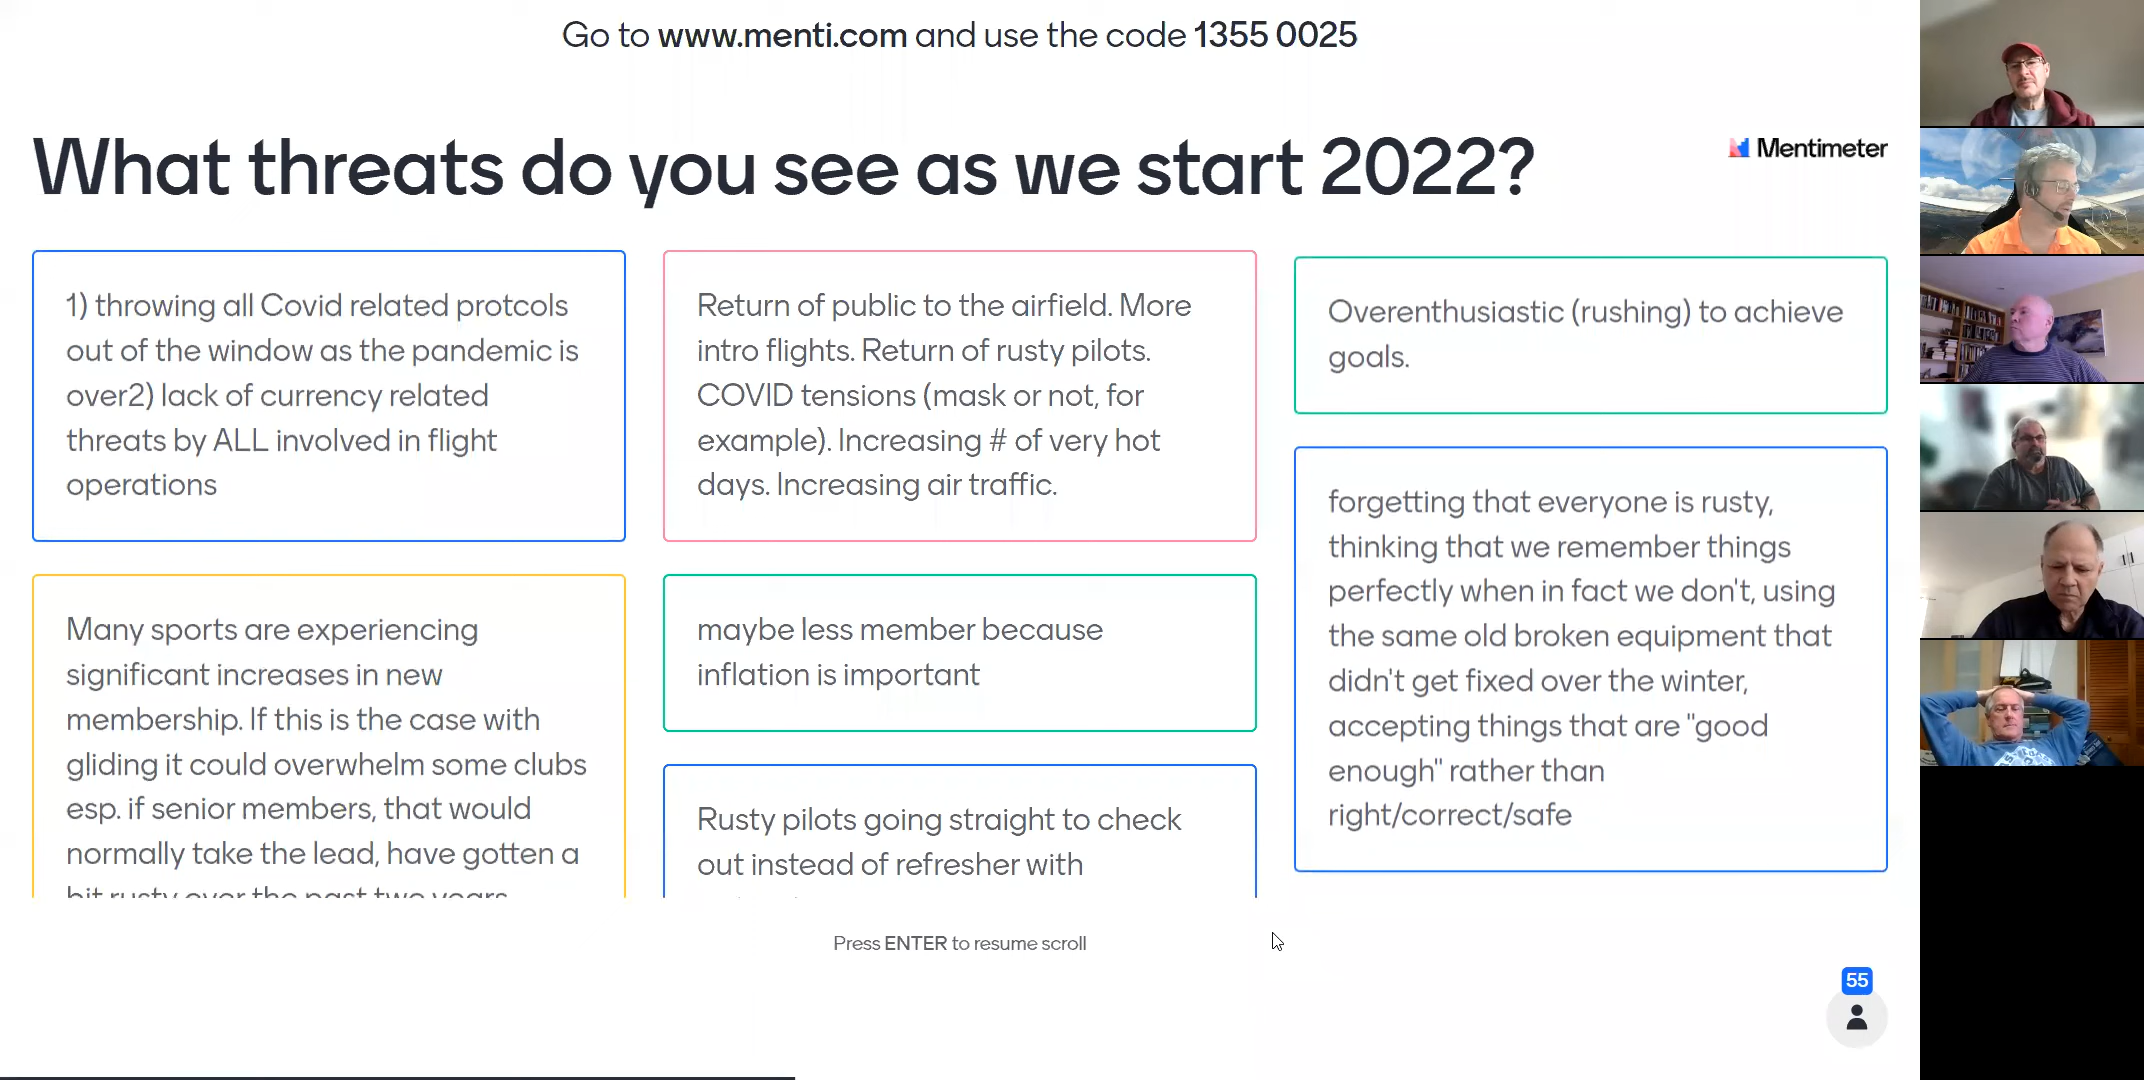 Go to www.menti.com and use the code 1355 0025
What threats do you see as we start 2022?
Mentimeter
1) throwing all Covid related protcols
out of the window as the pandemic is
over2) lack of currency related
threats by ALL involved in flight
operations
Many sports are experiencing
significant increases in new
membership. If this is the case with
gliding it could overwhelm some clubs
esp. if senior members, that would
normally take the lead, have gotten a
bit rusty over the past two years
Return of public to the airfield. More
intro flights. Return of rusty pilots.
COVID tensions (mask or not, for
example). Increasing # of very hot
days. Increasing air traffic.
maybe less member because
inflation is important
Rusty pilots going straight to check
out instead of refresher with
Overenthusiastic (rushing) to achieve
goals.
forgetting that everyone is rusty,
thinking that we remember things
perfectly when in fact we don't, using
the same old broken equipment that
didn't get fixed over the winter,
accepting things that are "good
enough" rather than
right/correct/safe
Press ENTER to resume scroll
55